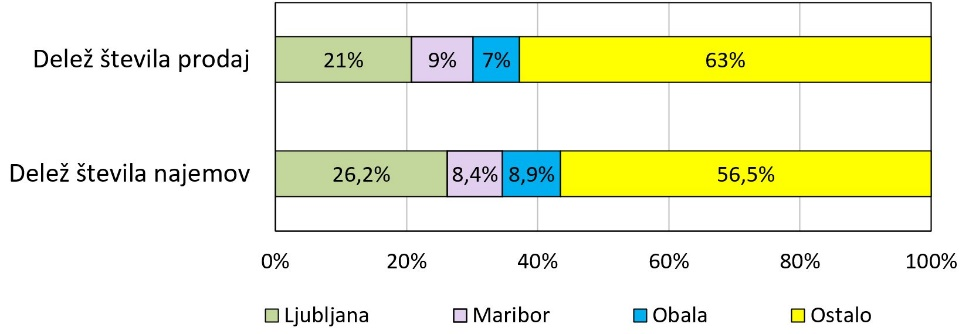 Delež števila prodaj 21% 9% 7% 63%
Delež števila najemov 26,2% 8,4% 8,9% 56,5%
0% 20% 40% 60% 80% 100%
Ljubljana Maribor Obala Ostalo